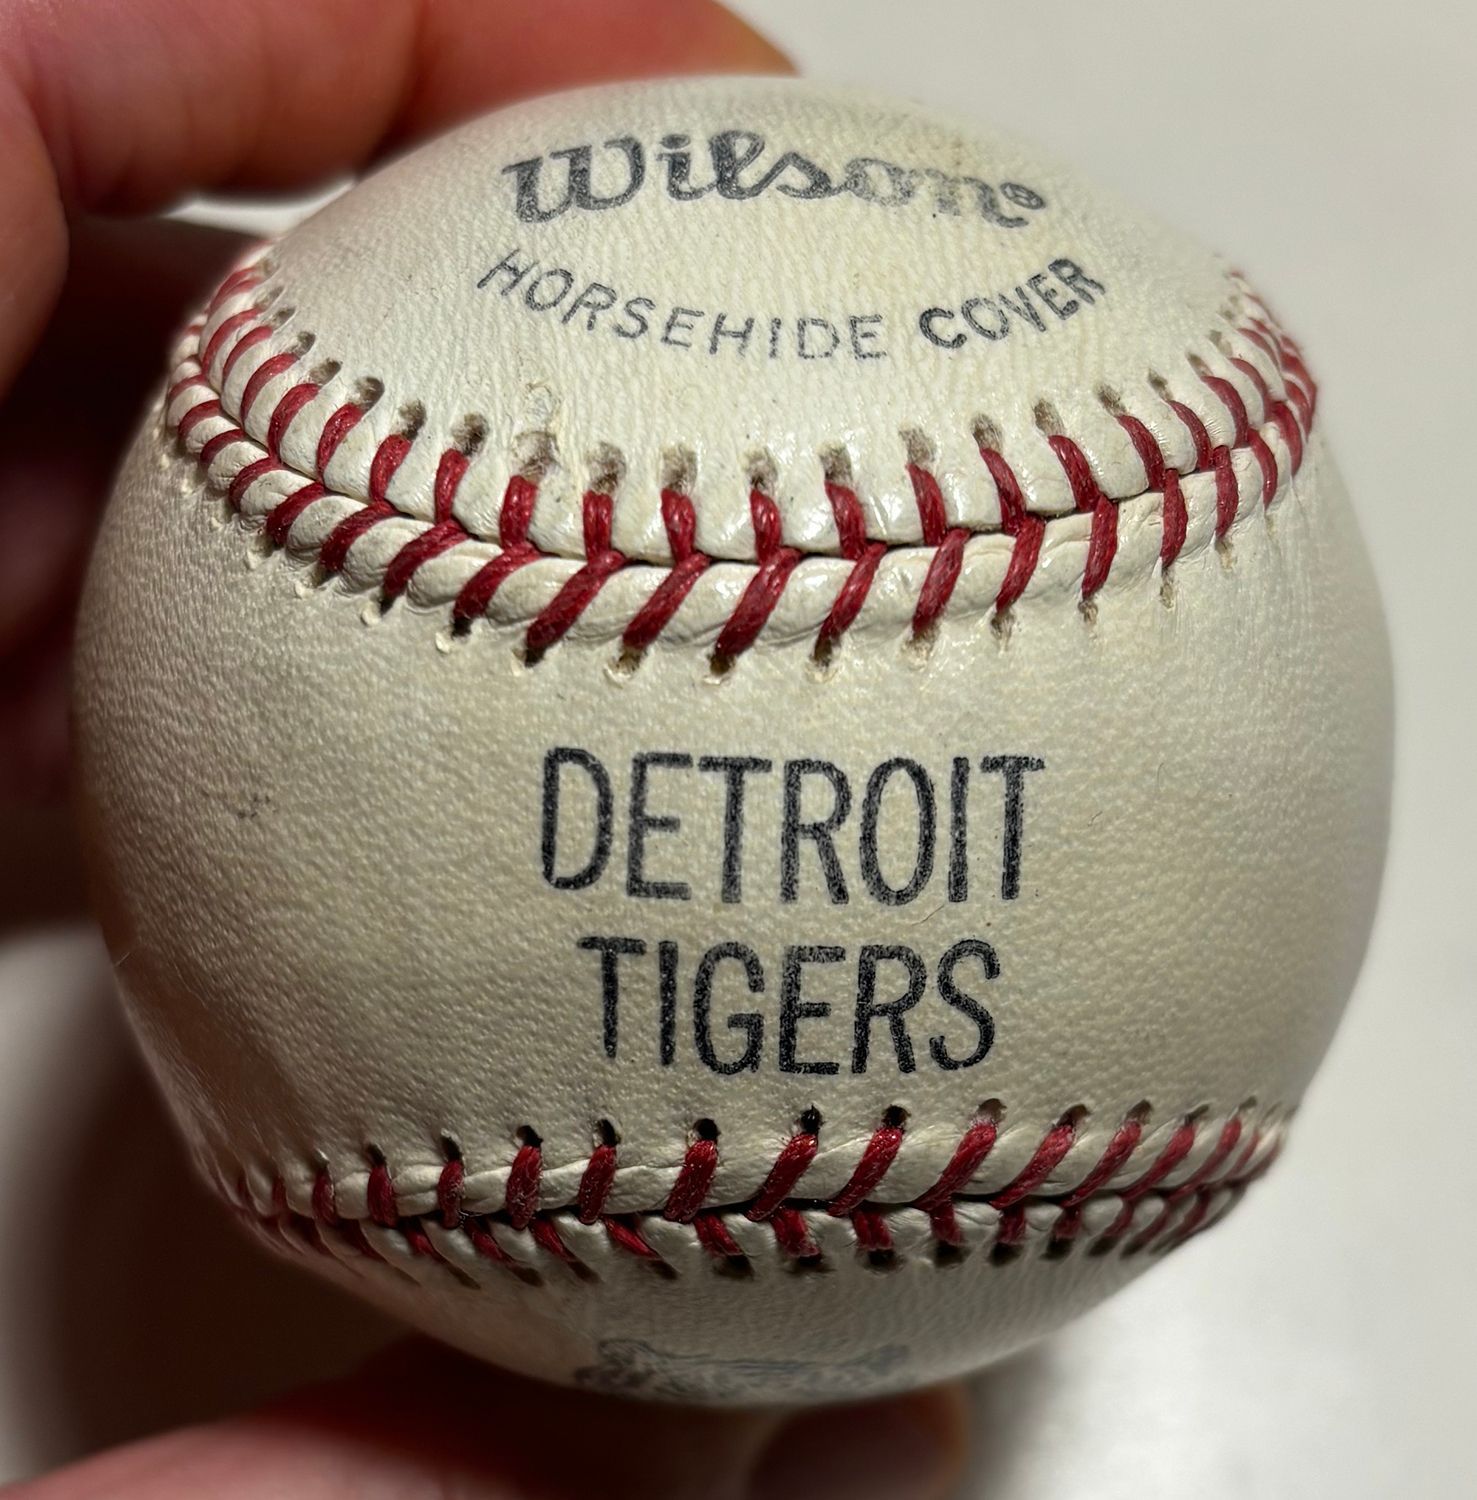 Wilson®
HORSEHIDE COVER
DETROIT
TIGERS